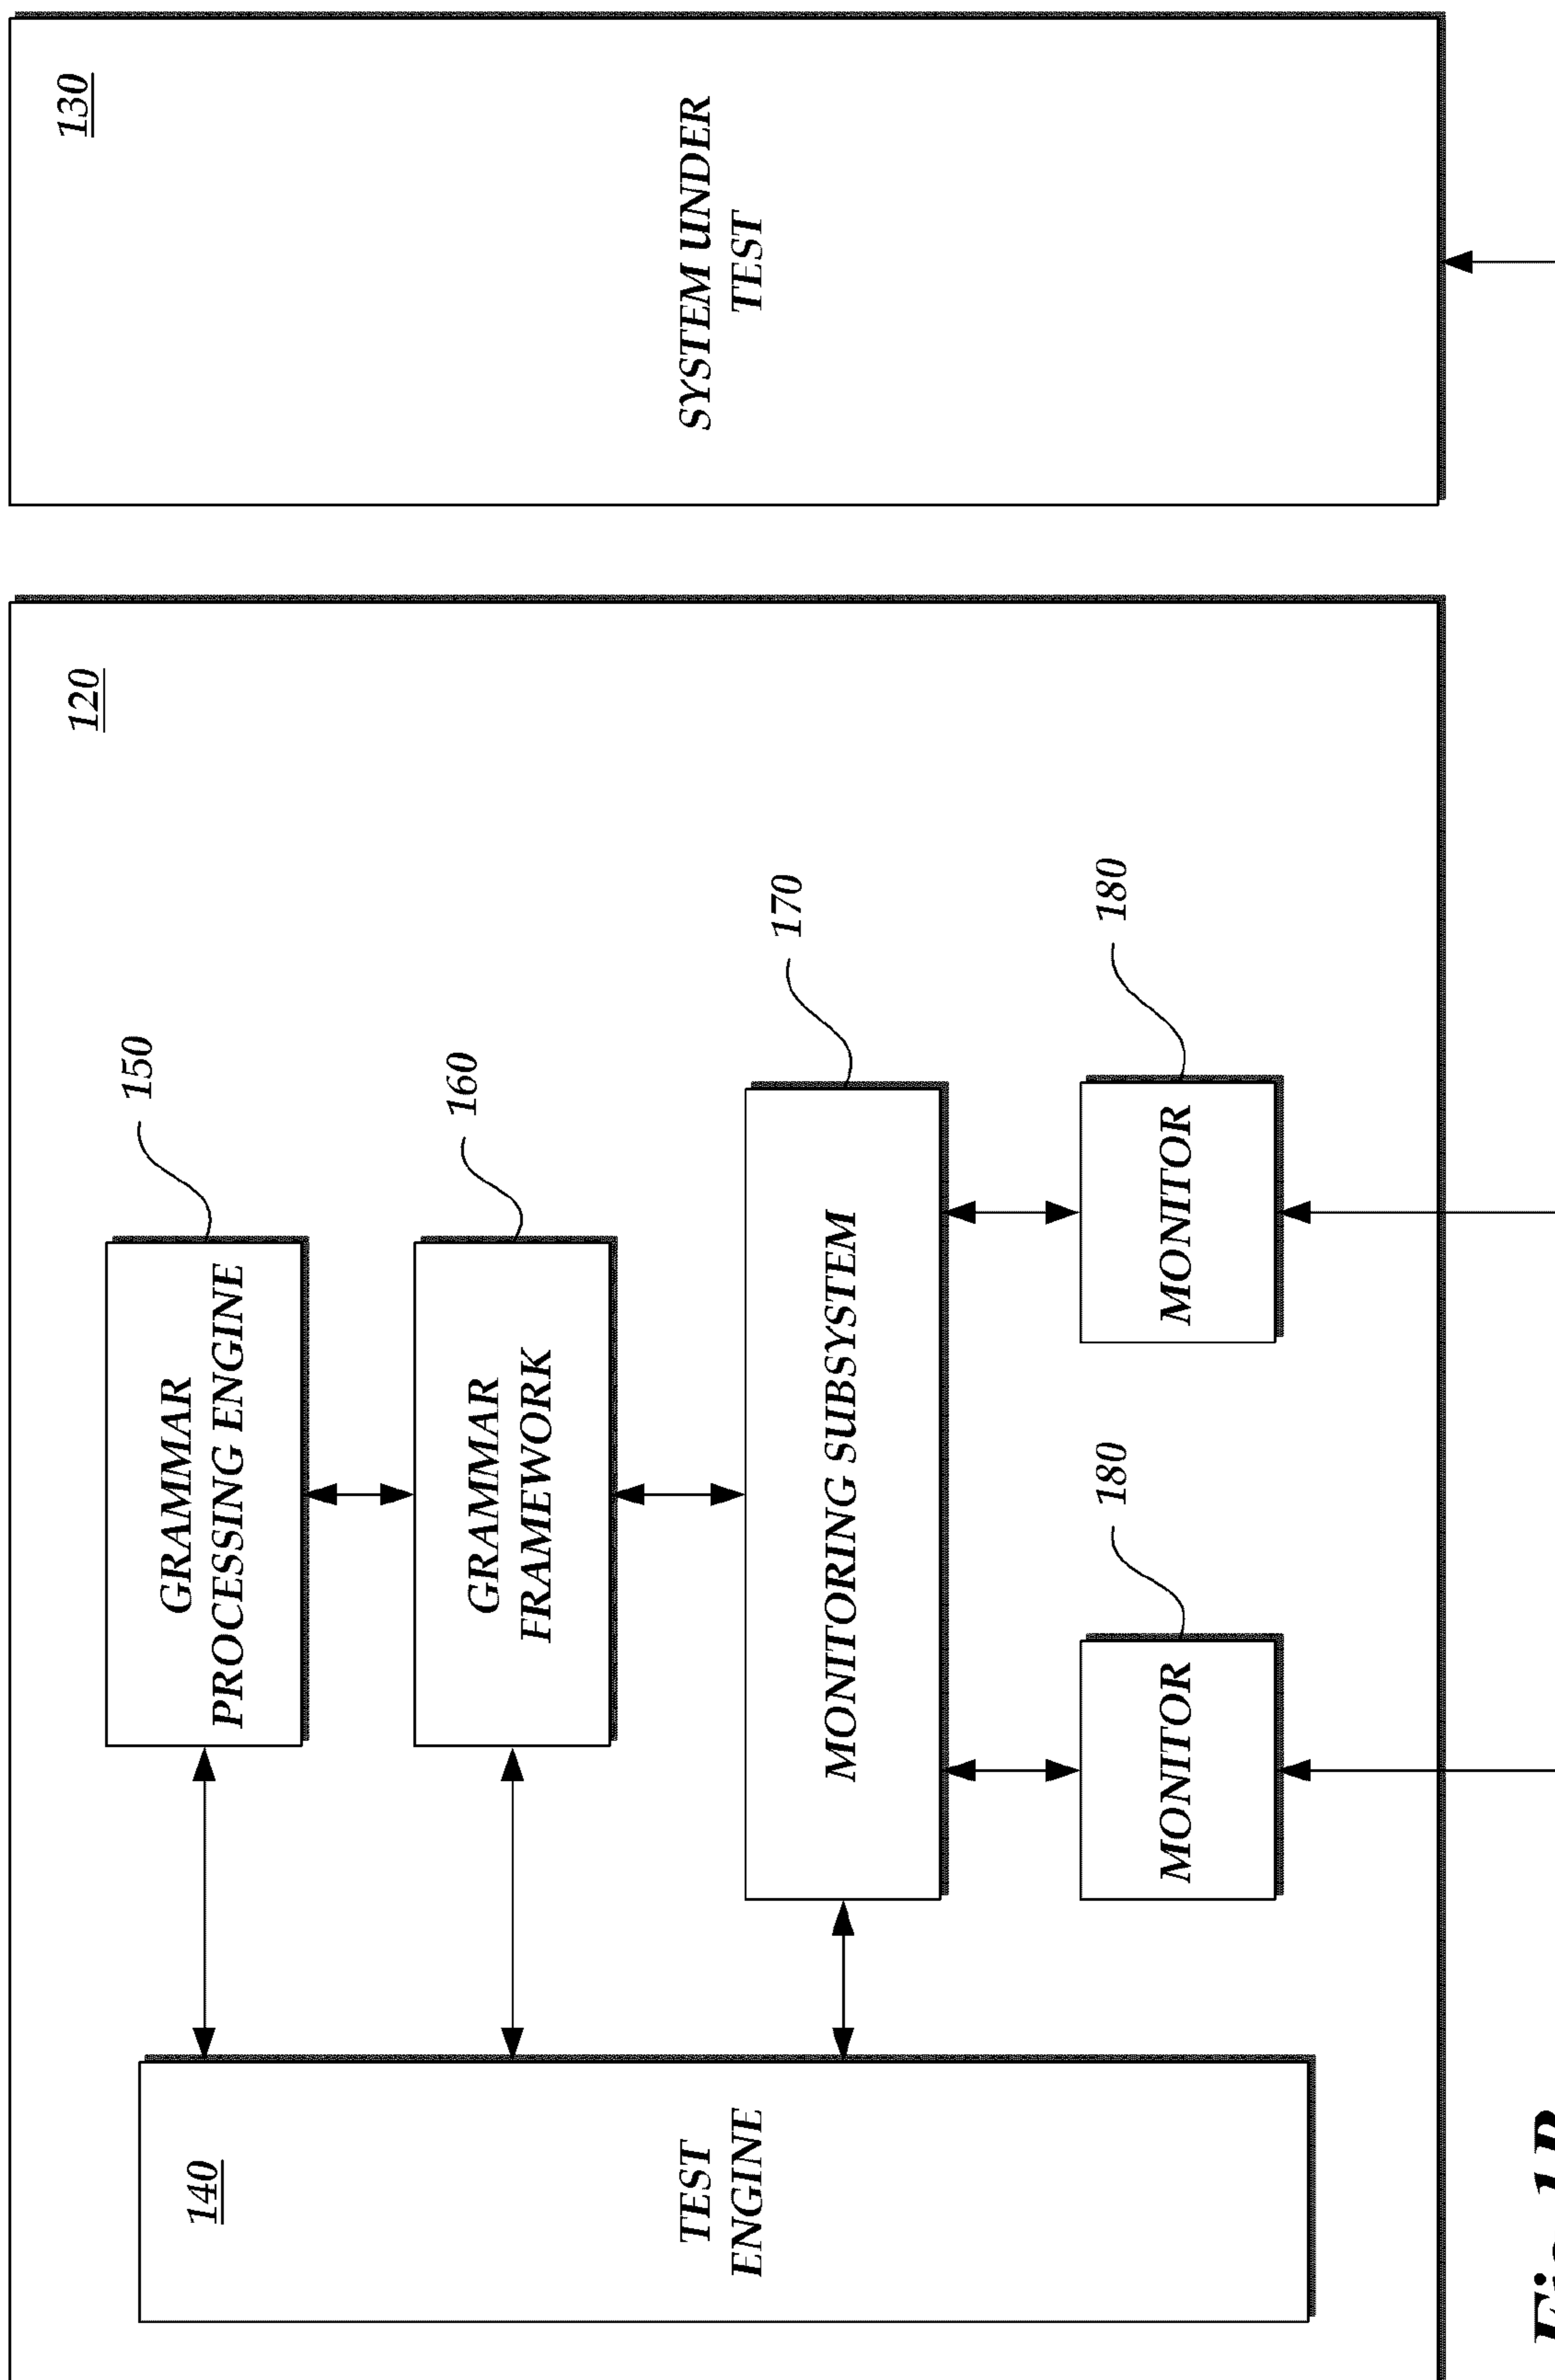 130
120
150
GRAMMAR
PROCESSING ENGINE
140
160
GRAMMAR
FRAMEWORK
TEST
ENGINE
SYSTEM UNDER
TEST
170
MONITORING SUBSYSTEM
180
180
MONITOR
MONITOR
Fig.